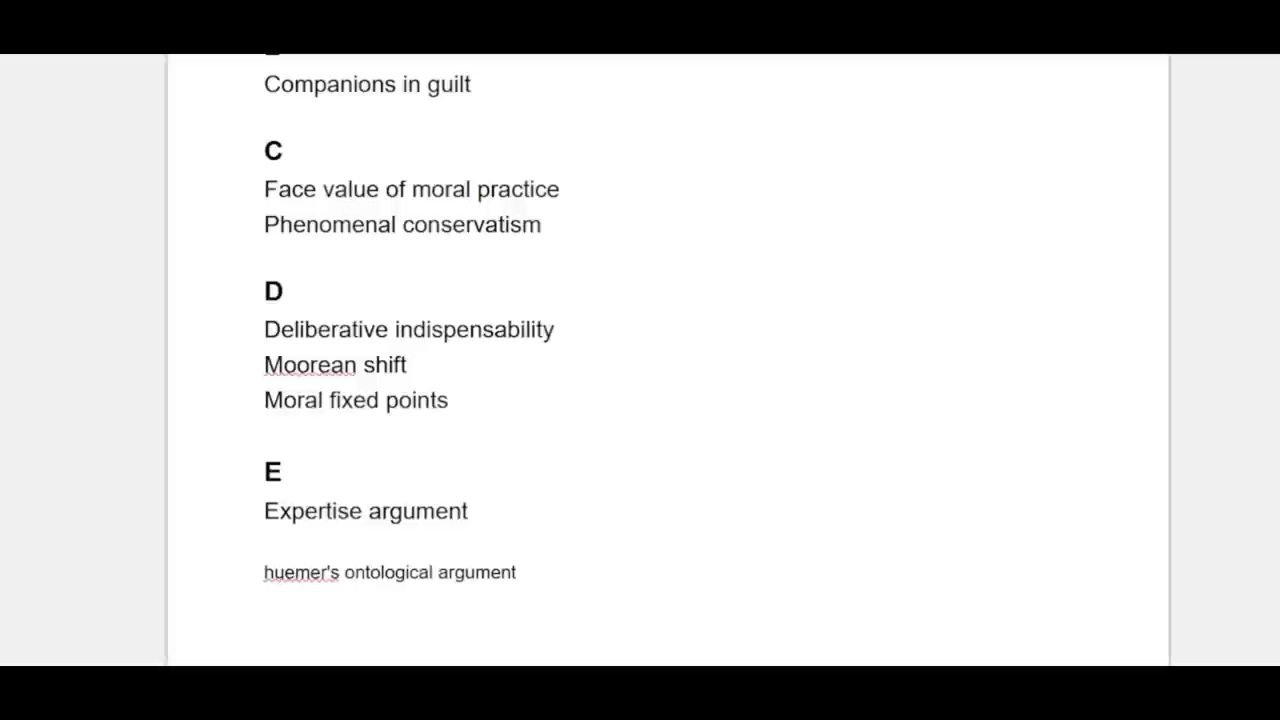 Companions in guilt
C
Face value of moral practice
Phenomenal conservatism
D
Deliberative indispensability
Moorean shift
Moral fixed points
E
Expertise argument
huemer's ontological argument